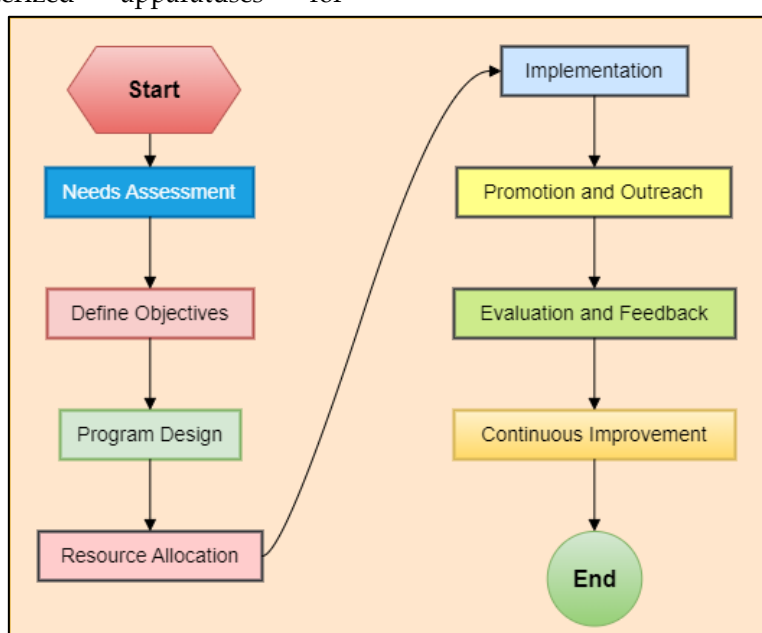 apparatuses
Start
Needs Assessment
Define Objectives
Program Design
Resource Allocation
Implementation
Promotion and Outreach
Evaluation and Feedback
Continuous Improvement
End